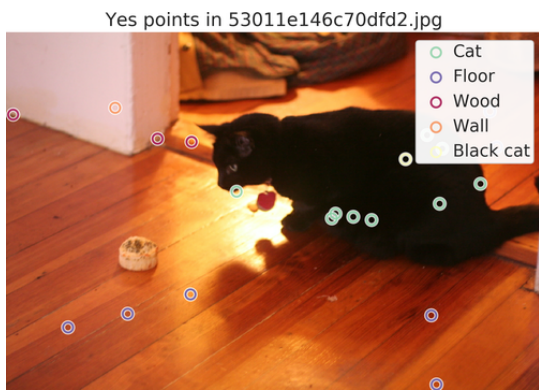 Yes points in 53011e146c70dfd2.jpg
Cat
Floor
Wood
Wall
Black cat